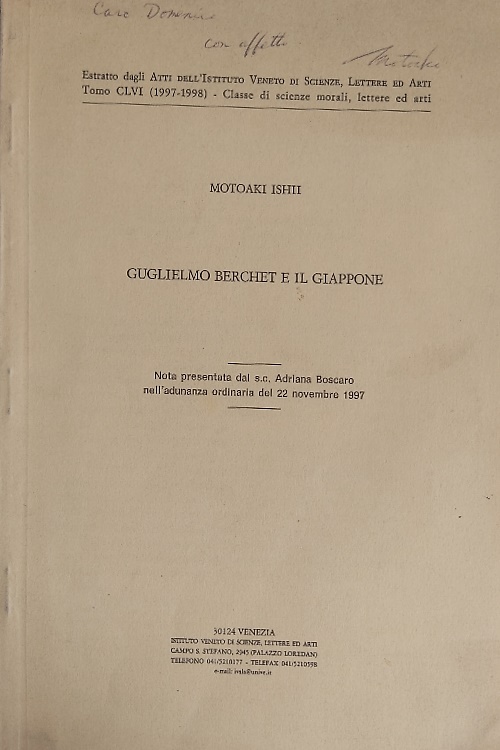 Caro Domenico
con affetto
Motoaki
Estratto dagli ATTI DELL'ISTITUTO VENETO DI SCIENZE, LETTERE ED ARTI
Tomo CLVI (1997-1998) - Classe di scienze morali, lettere ed arti
MOTOAKI ISHII
GUGLIELMO BERCHET E IL GIAPPONE
Nota presentata dal s.c. Adriana Boscaro
nell'adunanza ordinaria del 22 novembre 1997
30124 VENEZIA
ISTITUTO VENETO DI SCIENZE, LETTERE ED ARTI
CAMPO S. STEFANO, 2945 (PALAZZO LOREDAN)
TELEFONO 041/5210177 - TELEFAX 041/5210598
e-mail: ivsla@unive.it